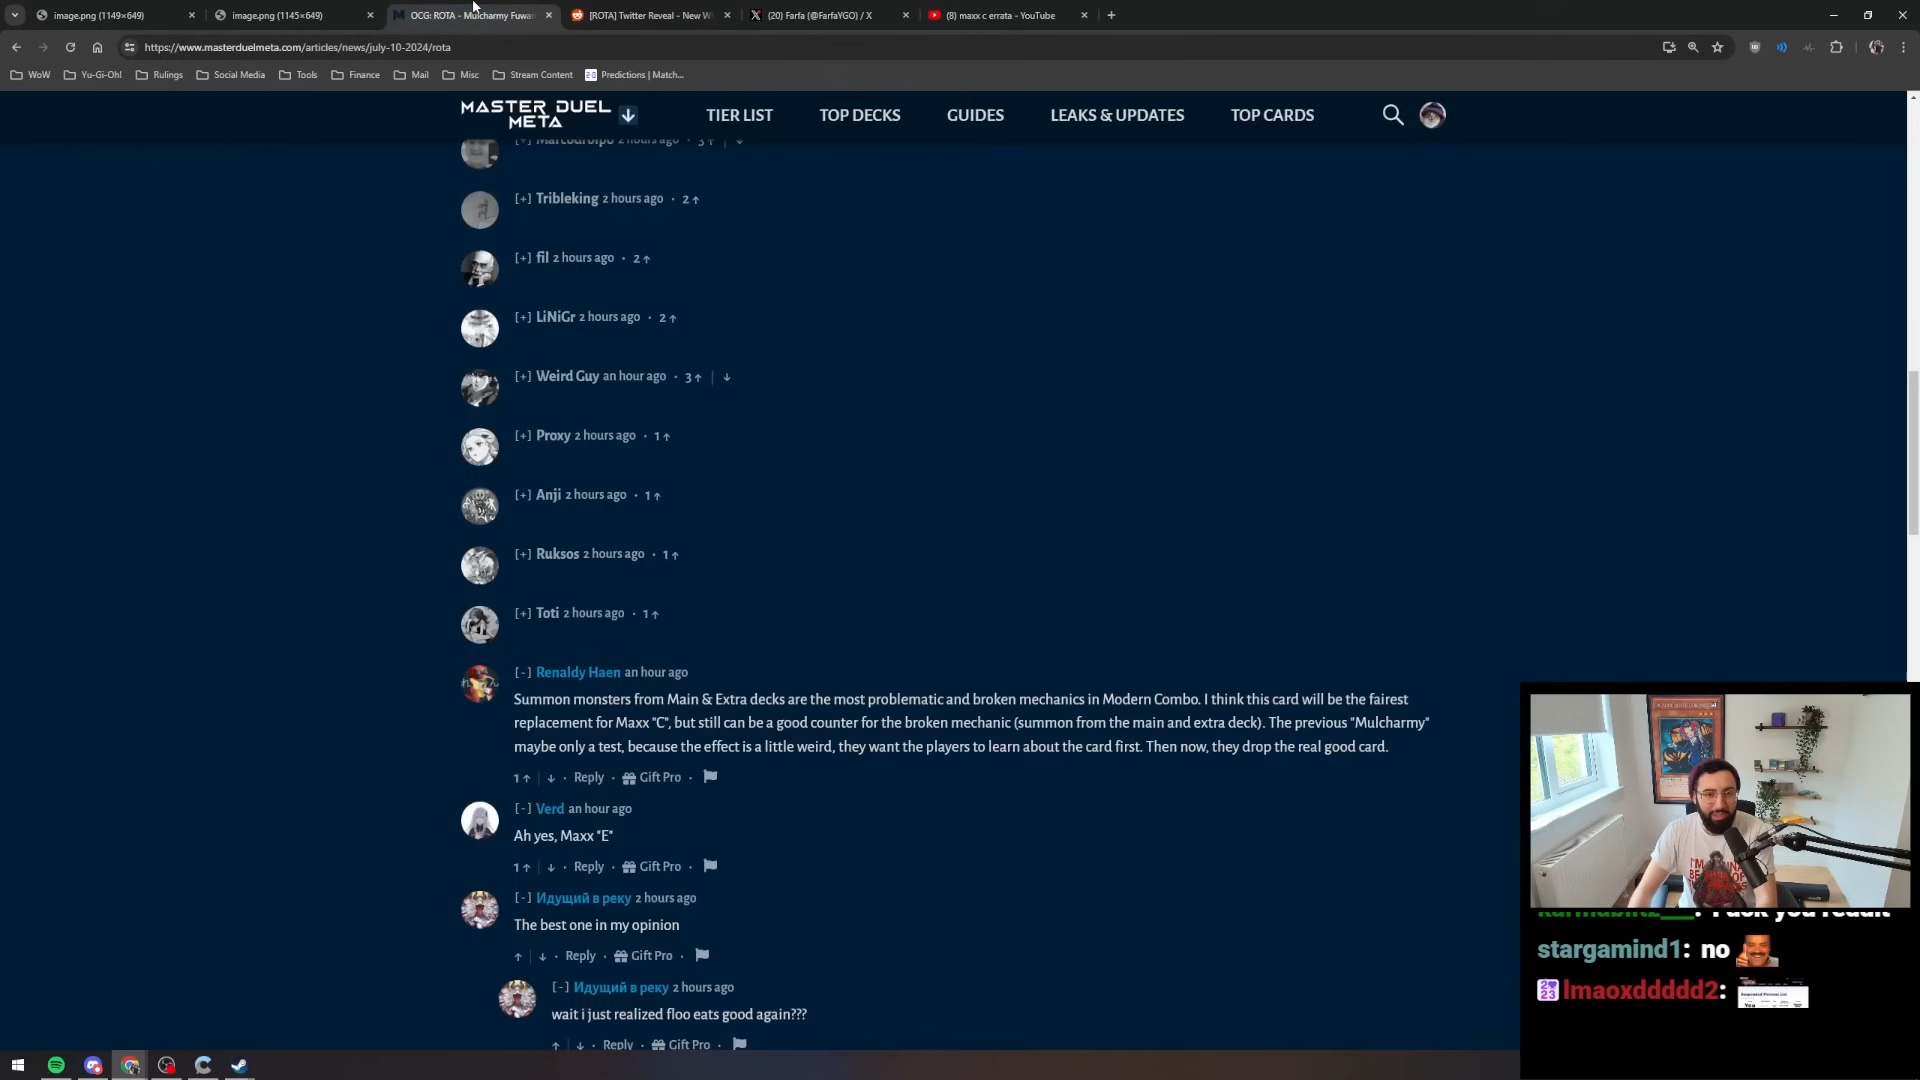 image.png (1149×649)
image.png (1145×649)
OCG: ROTA - Mulcharmy Fuwa
[ROTA] Twitter Reveal - New W
(20) Farfa (@FarfaYGO) / X
(8) maxx c errata - YouTube
https://www.masterduelmeta.com/articles/news/july-10-2024/rota
WoW
Yu-Gi-Oh!
Rulings
Social Media
Tools
Finance
Mail
Misc
Stream Content
Predictions | Match...
MASTER DUEL
META
TIER LIST
TOP DECKS
GUIDES
LEAKS & UPDATES
TOP CARDS
[+] Marcodroipo 2 hours ago · 3
[+] Tribleking 2 hours ago · 2
[+] fil 2 hours ago · 2
[+] LiNiGr 2 hours ago · 2
[+] Weird Guy an hour ago · 3
[+] Proxy 2 hours ago · 1
[+] Anji 2 hours ago · 1
[+] Ruksos 2 hours ago · 1
[+] Toti 2 hours ago · 1
[-] Renaldy Haen an hour ago
Summon monsters from Main & Extra decks are the most problematic and broken mechanics in Modern Combo. I think this card will be the fairest
replacement for Maxx "C", but still can be a good counter for the broken mechanic (summon from the main and extra deck). The previous "Mulcharmy"
maybe only a test, because the effect is a little weird, they want the players to learn about the card first. Then now, they drop the real good card.
1 · Reply · Gift Pro ·
[-] Verd an hour ago
Ah yes, Maxx "E"
1 · Reply · Gift Pro ·
[-] Идущий в реку 2 hours ago
The best one in my opinion
· Reply · Gift Pro ·
[-] Идущий в реку 2 hours ago
wait i just realized floo eats good again???
· Reply · Gift Pro ·
stargamind1: no
lmaoxddddd2: